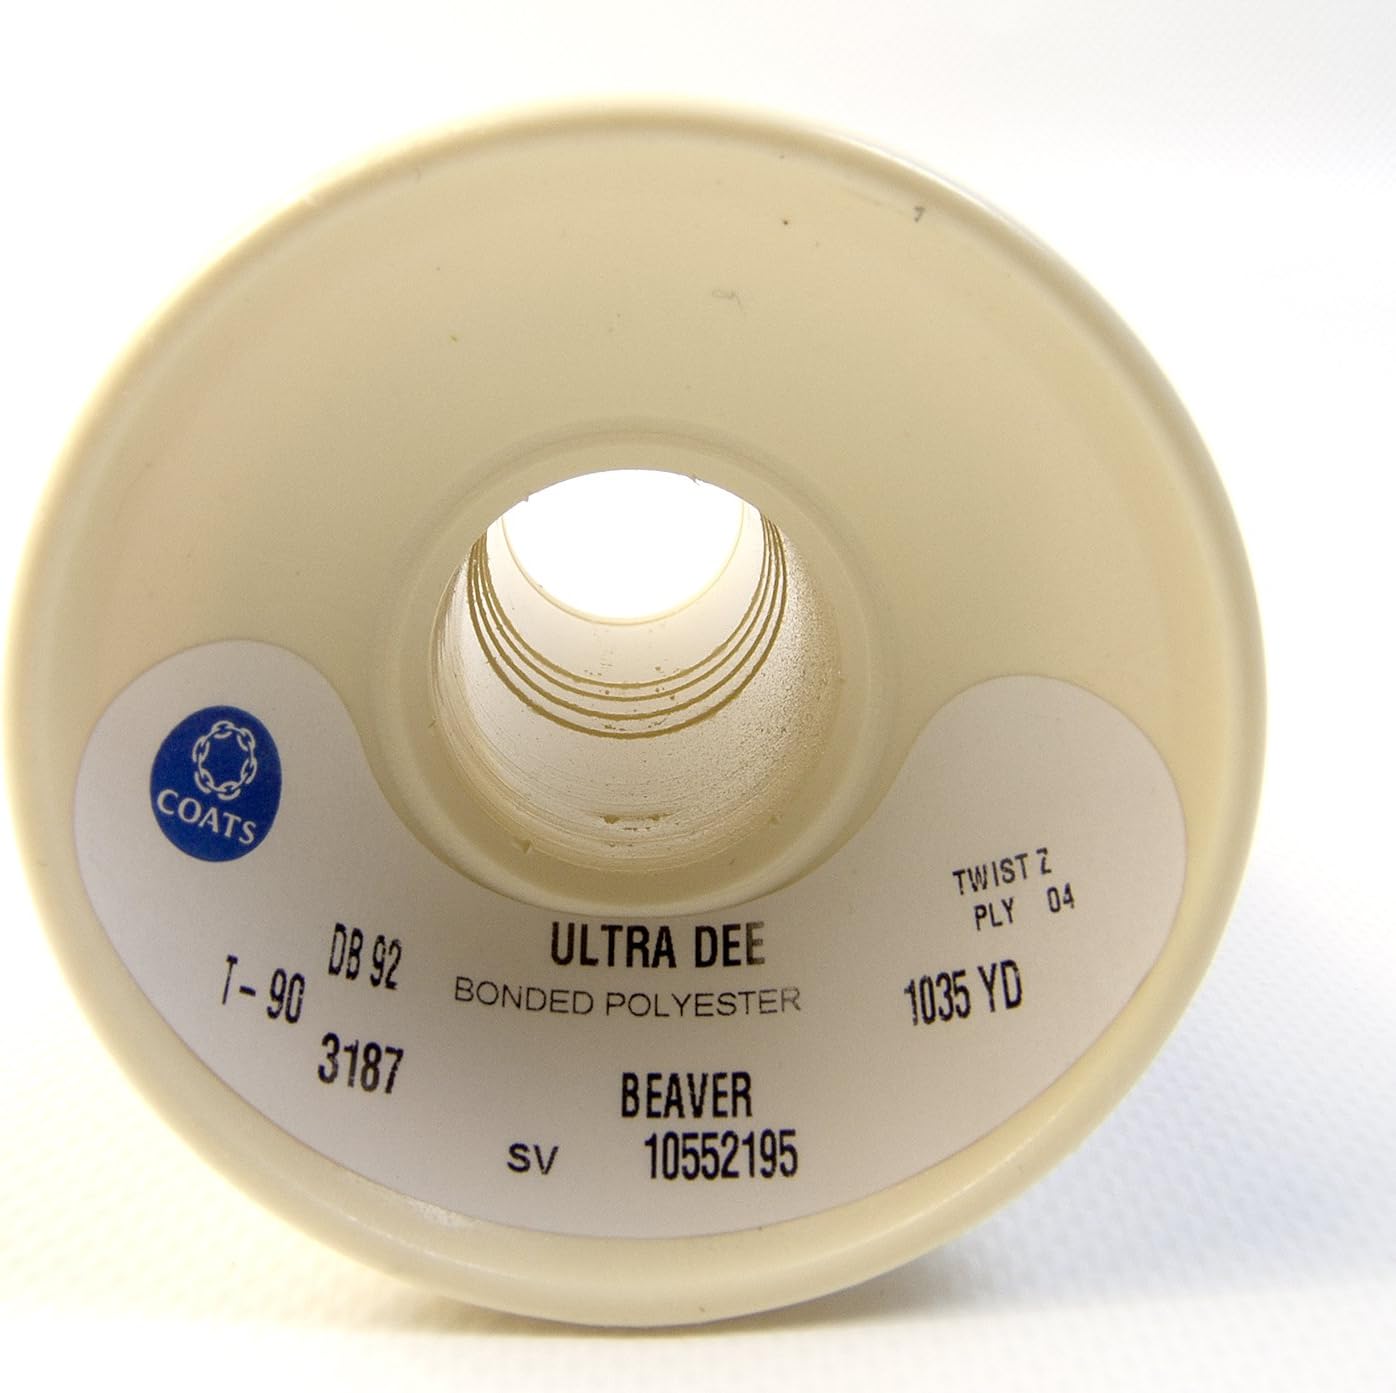 COATS
DB 92
T-90
3187
ULTRA DEE
BONDED POLYESTER
BEAVER
SV 10552195
TWIST Z
PLY 04
1035 YD